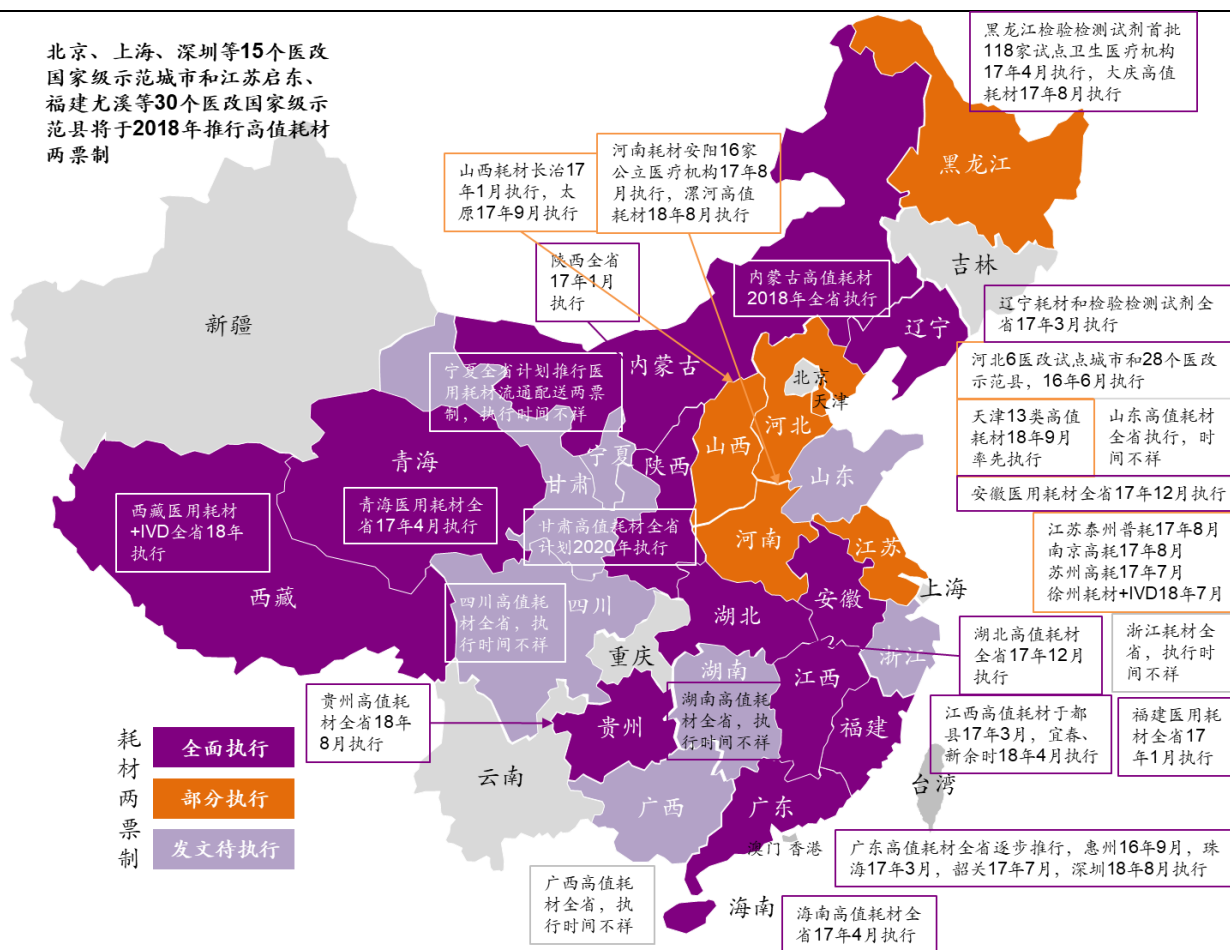 北京、上海、深圳等15个医改
国家级示范城市和江苏启东、
福建尤溪等30个医改国家级示
范县将于2018年推行高值耗材
两票制
黑龙江检验检测试剂首批
118家试点卫生医疗机构
17年4月执行，大庆高值
耗材17年8月执行
山西耗材长治17
年1月执行，太
原17年9月执行
河南耗材安阳16家
公立医疗机构17年8
月执行，漯河高值
耗材18年8月执行
黑龙江
吉林
陕西全省
17年1月
执行
内蒙古高值耗材
2018年全省执行
辽宁
辽宁耗材和检验检测试剂全
省17年3月执行
新疆
内蒙古
宁夏全省计划推行医
用耗材流通配送两票
制，执行时间不祥
北京
天津
河北
山西
河北6医改试点城市和28个医改
示范县，16年6月执行
天津13类高值
耗材18年9月
率先执行
山东高值耗材
全省执行，时
间不祥
青海
宁夏
甘肃
陕西
山东
安徽医用耗材全省17年12月执行
西藏医用耗材
+IVD全省18年
执行
青海医用耗材全
省17年4月执行
甘肃高值耗材全省
计划2020年执行
河南
江苏
江苏泰州普耗17年8月
南京高耗17年8月
苏州高耗17年7月
徐州耗材+IVD18年7月
西藏
四川高值耗
材全省，执
行时间不祥
四川
安徽
上海
湖北
重庆
湖南
江西
浙江
湖北高值耗材
全省17年12月
执行
浙江耗材全
省，执行时
间不祥
贵州高值耗
材全省18年
8月执行
贵州
湖南高值耗
材全省，执
行时间不祥
福建
江西高值耗材于都
县17年3月，宜春、
新余时18年4月执行
福建医用耗
材全省17
年1月执行
耗材两票制
全面执行
部分执行
发文待执行
云南
广西
广东
台湾
澳门 香港
广东高值耗材全省逐步推行，惠州16年9月，珠
海17年3月，韶关17年7月，深圳18年8月执行
广西高值耗
材全省，执
行时间不祥
海南
海南高值耗材全
省17年4月执行